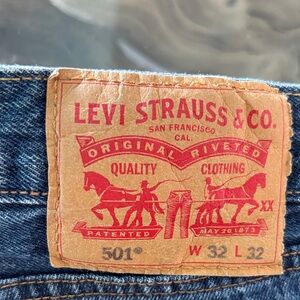 LEVI STRAUSS & CO.
SAN FRANCISCO
CAL.
ORIGINAL RIVETED
QUALITY CLOTHING
XX
PATENTED MAY 20 1873
501® W 32 L 32